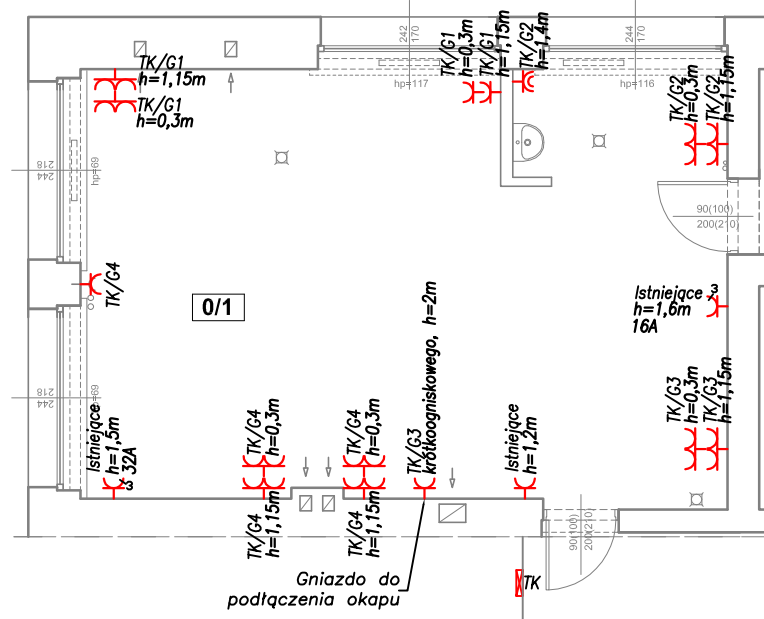 TK/G1
h=1,15m
TK/G1
h=0,3m
242
170
hp=117
TK/G1
h=0,3m
TK/G1
h=1,15m
TK/G2
h=1,4m
244
170
hp=116
TK/G2
h=0,3m
TK/G2
h=1,15m
218
244
hp=69
90(100)
200(210)
TK/G4
0/1
Istniejące
h=1,6m
16A
3
218
244
hp=69
Istniejące
h=1,5m
32A
3
TK/G4
h=0,3m
TK/G4
h=0,3m
TK/G3
krótkoogniskowego, h=2m
Istniejące
h=1,2m
TK/G3
h=0,3m
TK/G3
h=1,15m
TK/G4
h=1,15m
TK/G4
h=1,15m
90(100)
200(210)
Gniazdo do
podłączenia okapu
TK